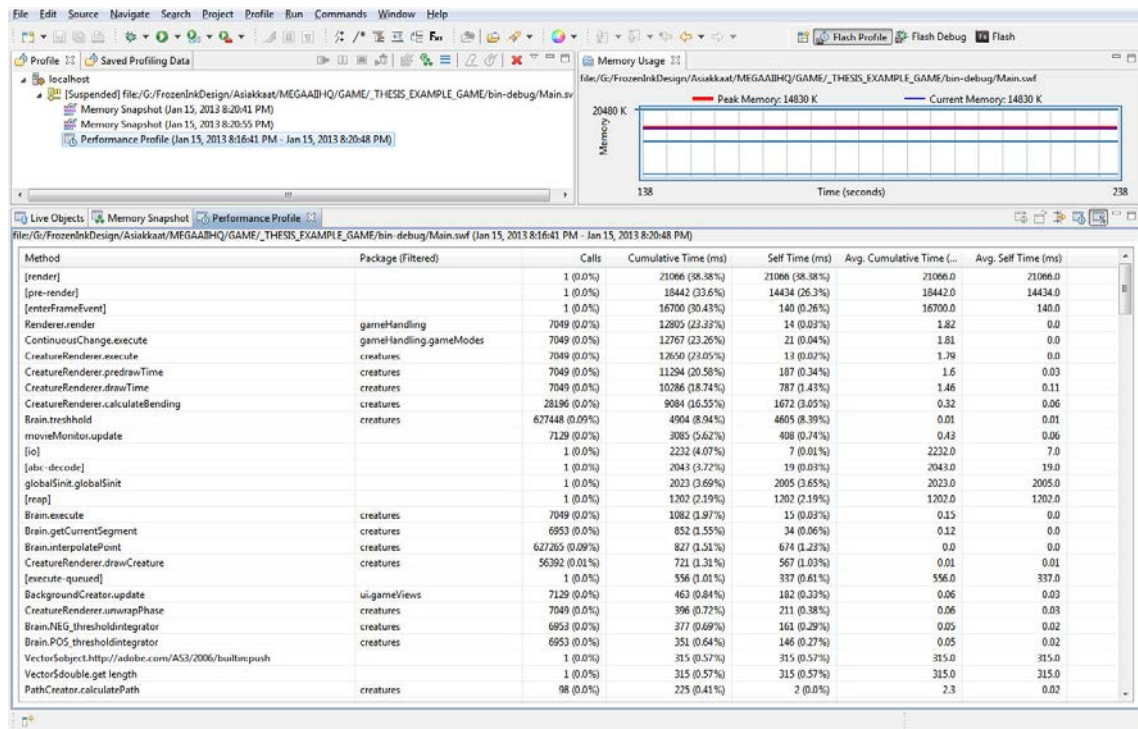 File Edit Source Navigate Search Project Profile Run Commands Window Help
Flash Profile Flash Debug Flash
Profile Saved Profiling Data
localhost
[Suspended] file:/G:/FrozenInkDesign/Asiakkaat/MEGAAIIHQ/GAME/_THESIS_EXAMPLE_GAME/bin-debug/Main.sv
Memory Snapshot (Jan 15, 2013 8:20:41 PM)
Memory Snapshot (Jan 15, 2013 8:20:55 PM)
Performance Profile (Jan 15, 2013 8:16:41 PM - Jan 15, 2013 8:20:48 PM)
Memory Usage
file:/G:/FrozenInkDesign/Asiakkaat/MEGAAIIHQ/GAME/_THESIS_EXAMPLE_GAME/bin-debug/Main.swf
Peak Memory: 14830 K Current Memory: 14830 K
20480 K
Memory
138 Time (seconds) 238
Live Objects Memory Snapshot Performance Profile
file:/G:/FrozenInkDesign/Asiakkaat/MEGAAIIHQ/GAME/_THESIS_EXAMPLE_GAME/bin-debug/Main.swf (Jan 15, 2013 8:16:41 PM - Jan 15, 2013 8:20:48 PM)
Method Package (Filtered) Calls Cumulative Time (ms) Self Time (ms) Avg. Cumulative Time (... Avg. Self Time (ms)
[render] 1 (0.0%) 21066 (38.38%) 21066 (38.38%) 21066.0 21066.0
[pre-render] 1 (0.0%) 18442 (33.6%) 14434 (26.3%) 18442.0 14434.0
[enterFrameEvent] 1 (0.0%) 16700 (30.43%) 140 (0.26%) 16700.0 140.0
Renderer.render gameHandling 7049 (0.0%) 12805 (23.33%) 14 (0.03%) 1.82 0.0
ContinuousChange.execute gameHandling.gameModes 7049 (0.0%) 12767 (23.26%) 21 (0.04%) 1.81 0.0
CreatureRenderer.execute creatures 7049 (0.0%) 12650 (23.05%) 13 (0.02%) 1.79 0.0
CreatureRenderer.predrawTime creatures 7049 (0.0%) 11294 (20.58%) 187 (0.34%) 1.6 0.03
CreatureRenderer.drawTime creatures 7049 (0.0%) 10286 (18.74%) 787 (1.43%) 1.46 0.11
CreatureRenderer.calculateBending creatures 28196 (0.0%) 9084 (16.55%) 1672 (3.05%) 0.32 0.06
Brain.treshhold creatures 627448 (0.09%) 4904 (8.94%) 4605 (8.39%) 0.01 0.01
movieMonitor.update 7129 (0.0%) 3085 (5.62%) 408 (0.74%) 0.43 0.06
[io] 1 (0.0%) 2232 (4.07%) 7 (0.01%) 2232.0 7.0
[abc-decode] 1 (0.0%) 2043 (3.72%) 19 (0.03%) 2043.0 19.0
global$init.global$init 1 (0.0%) 2023 (3.69%) 2005 (3.65%) 2023.0 2005.0
[reap] 1 (0.0%) 1202 (2.19%) 1202 (2.19%) 1202.0 1202.0
Brain.execute creatures 7049 (0.0%) 1082 (1.97%) 15 (0.03%) 0.15 0.0
Brain.getCurrentSegment creatures 6953 (0.0%) 852 (1.55%) 34 (0.06%) 0.12 0.0
Brain.interpolatePoint creatures 627265 (0.09%) 827 (1.51%) 674 (1.23%) 0.0 0.0
CreatureRenderer.drawCreature creatures 56392 (0.01%) 721 (1.31%) 567 (1.03%) 0.01 0.01
[execute-queued] 1 (0.0%) 556 (1.01%) 337 (0.61%) 556.0 337.0
BackgroundCreator.update ui.gameViews 7129 (0.0%) 463 (0.84%) 182 (0.33%) 0.06 0.03
CreatureRenderer.unwrapPhase creatures 7049 (0.0%) 396 (0.72%) 211 (0.38%) 0.06 0.03
Brain.NEG_thresholdintegrator creatures 6953 (0.0%) 377 (0.69%) 161 (0.29%) 0.05 0.02
Brain.POS_thresholdintegrator creatures 6953 (0.0%) 351 (0.64%) 146 (0.27%) 0.05 0.02
Vector$object.http://adobe.com/AS3/2006/builtin:push 1 (0.0%) 315 (0.57%) 315 (0.57%) 315.0 315.0
Vector$double.get length 1 (0.0%) 315 (0.57%) 315 (0.57%) 315.0 315.0
PathCreator.calculatePath creatures 98 (0.0%) 225 (0.41%) 2 (0.0%) 2.3 0.02